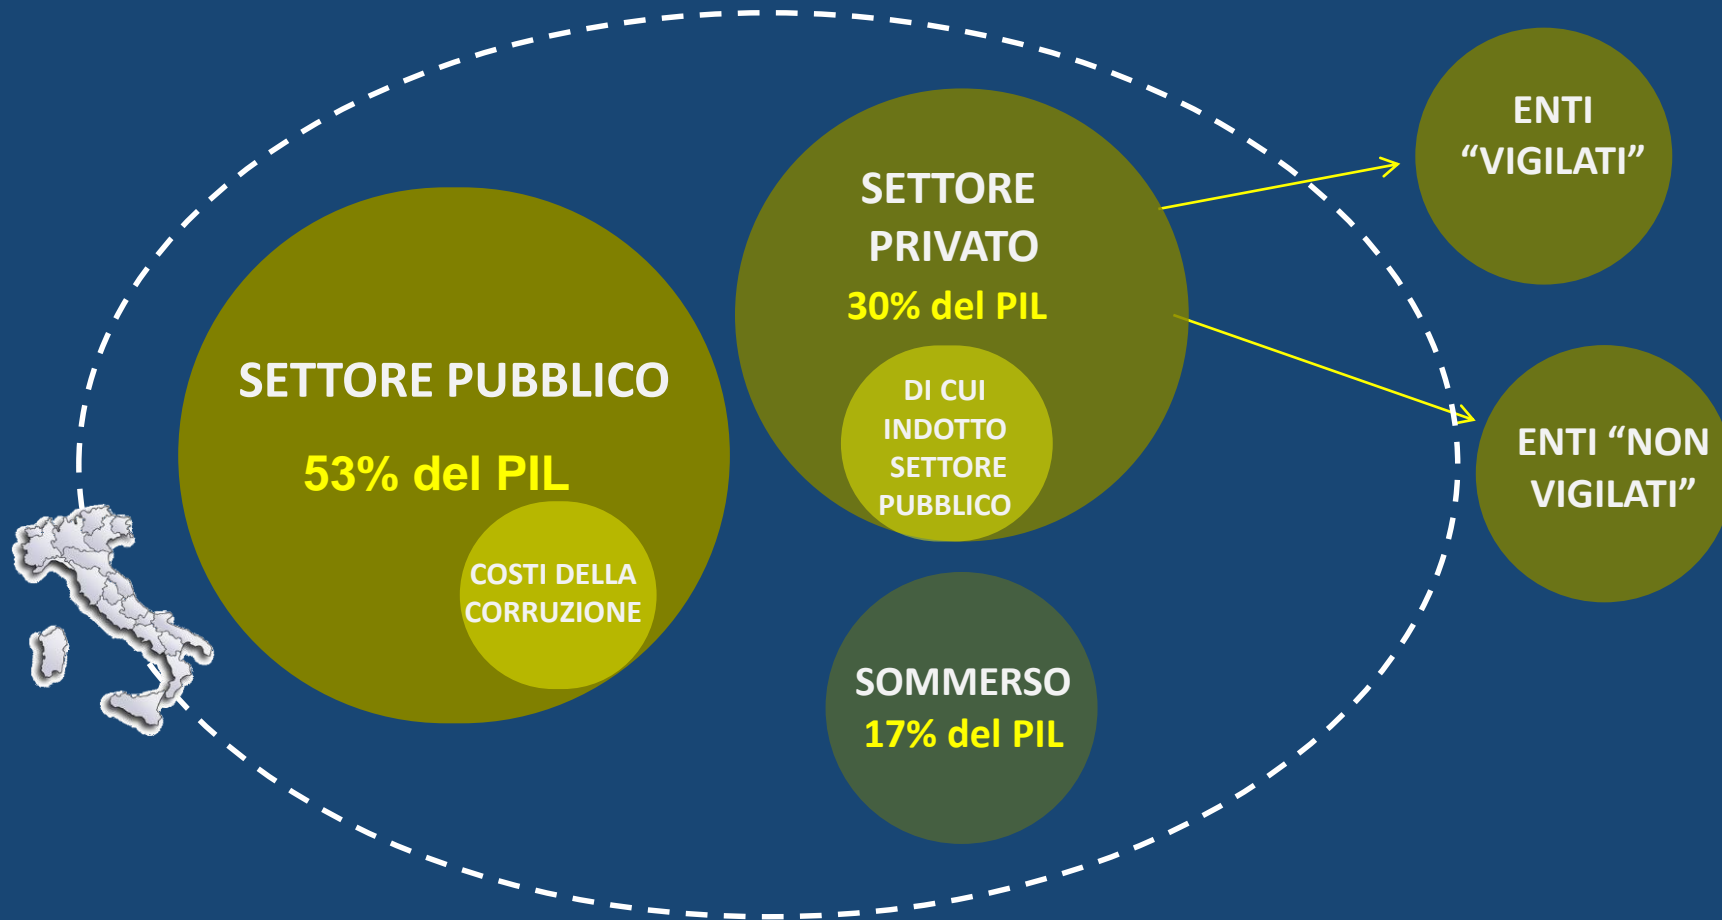 SETTORE PUBBLICO
53% del PIL
COSTI DELLA
CORRUZIONE
SETTORE
PRIVATO
30% del PIL
DI CUI
INDOTTO
SETTORE
PUBBLICO
SOMMERSO
17% del PIL
ENTI
“VIGILATI”
ENTI “NON
VIGILATI”